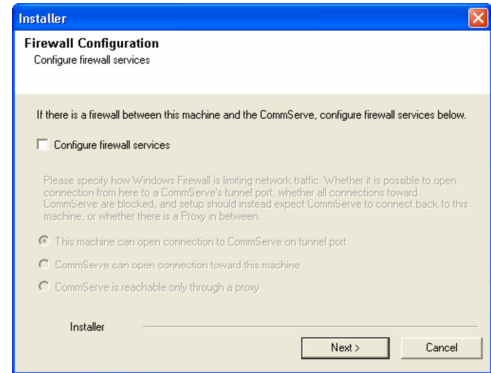 Installer
Firewall Configuration
Configure firewall services
If there is a firewall between this machine and the CommServe, configure firewall services below.
Configure firewall services
Please specify how Windows Firewall is limiting network traffic. Whether it is possible to open
connection from here to a CommServe's tunnel port, whether all connections toward
CommServe are blocked, and setup should instead expect CommServe to connect back to this
machine, or whether there is a Proxy in between.
This machine can open connection to CommServe on tunnel port
CommServe can open connection toward this machine
CommServe is reachable only through a proxy
Installer
Next >
Cancel